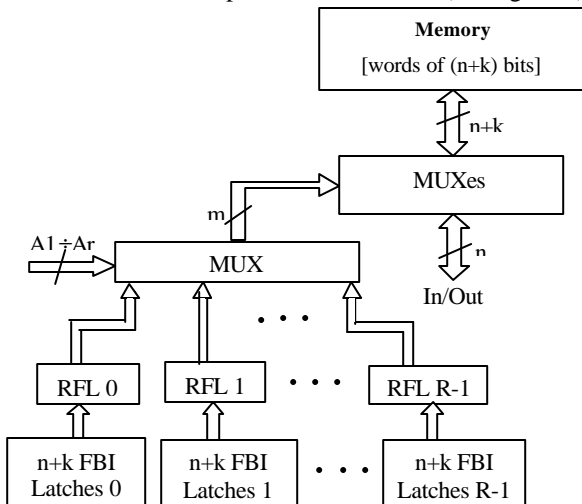 Memory
[words of (n+k) bits]
n+k
MUXes
m
n
A1÷Ar
MUX
In/Out
RFL 0
RFL 1
RFL R-1
n+k FBI
Latches 0
n+k FBI
Latches 1
n+k FBI
Latches R-1